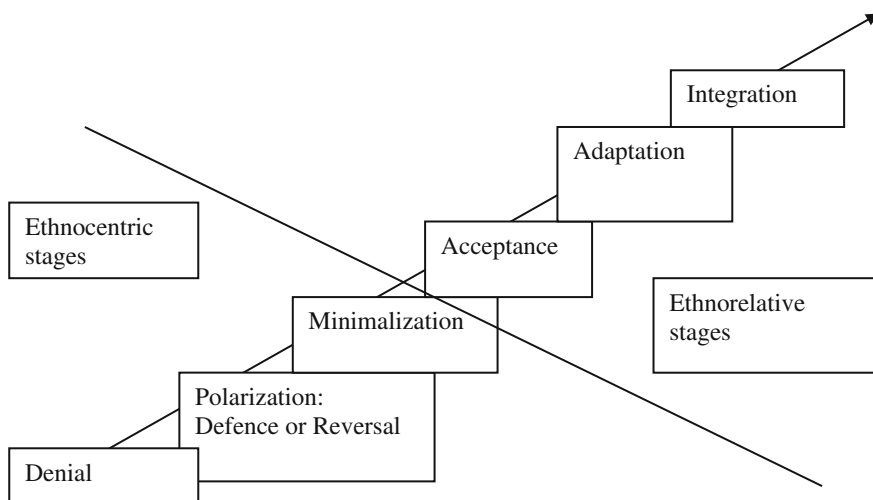 Integration
Adaptation
Ethnocentric
stages
Acceptance
Ethnorelative
stages
Minimalization
Polarization:
Defence or Reversal
Denial